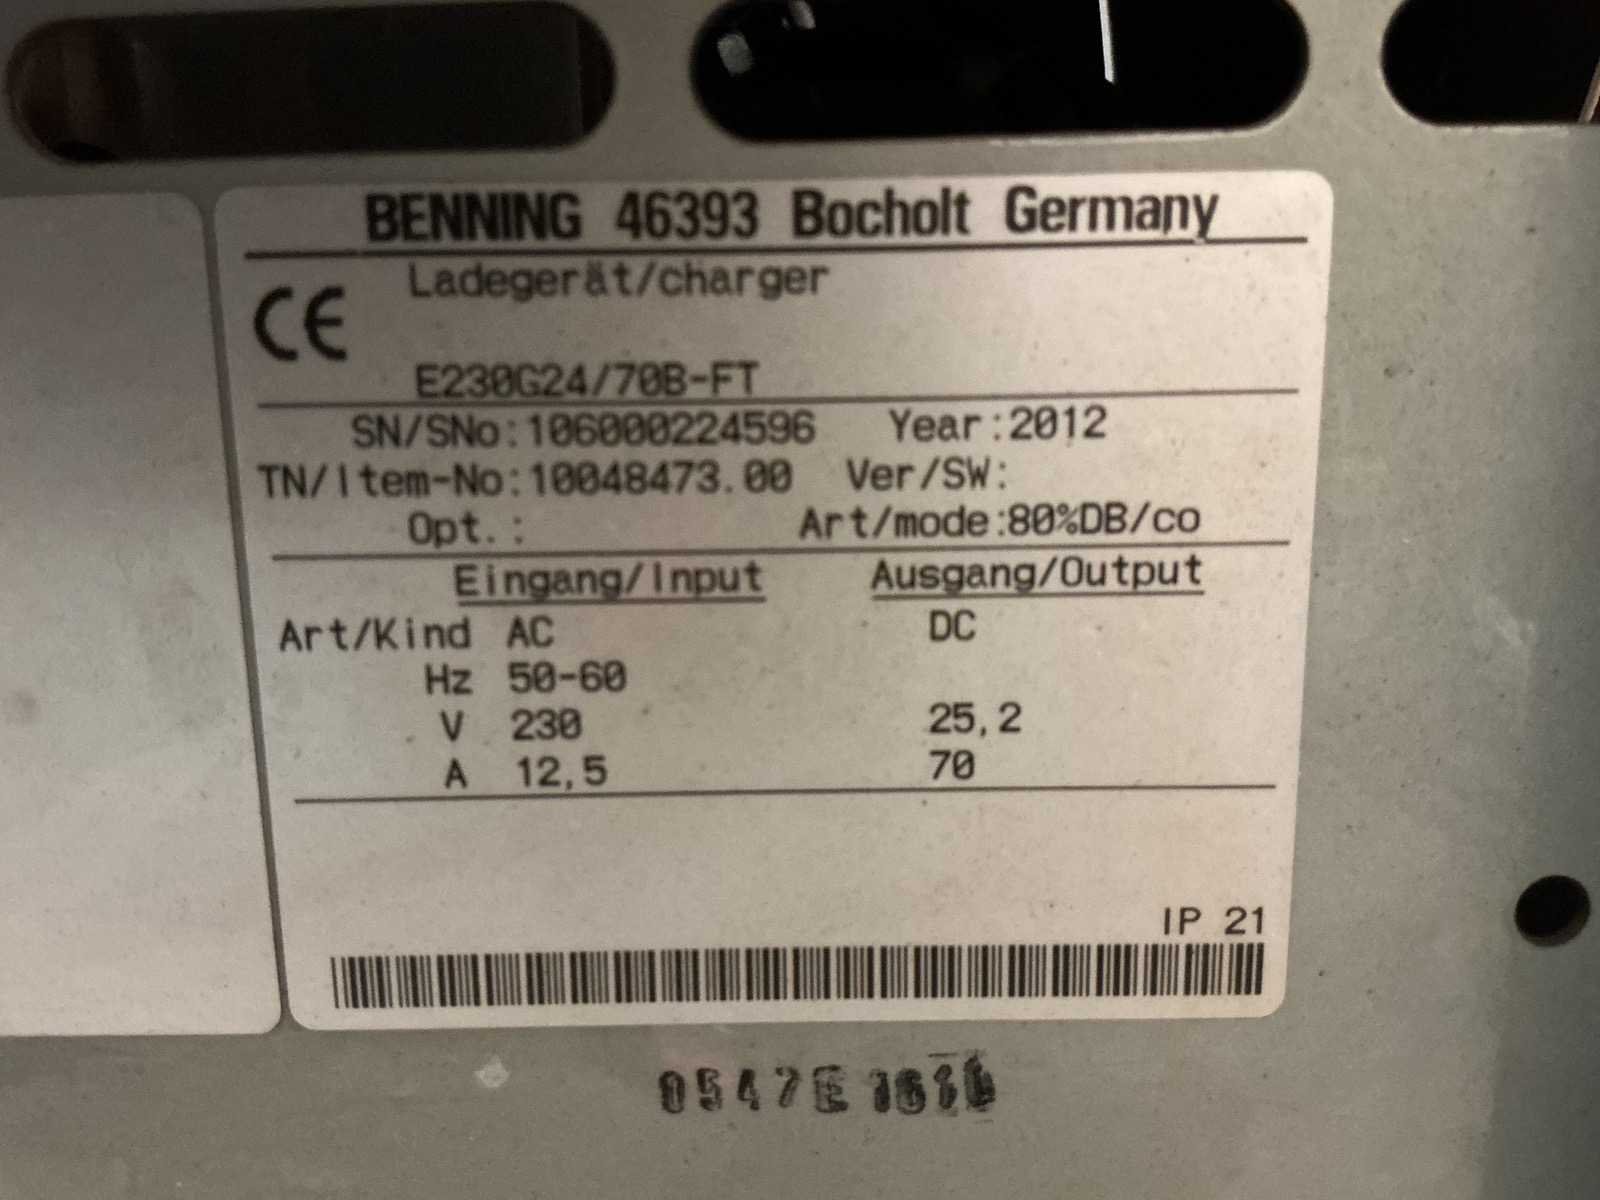 BENNING 46393 Bocholt Germany
CE
Ladegerät/charger
E230G24/70B-FT
SN/SNo:106000224596 Year:2012
TN/Item-No:10048473.00 Ver/SW:
Opt.: Art/mode:80%DB/co
Eingang/Input Ausgang/Output
Art/Kind AC DC
Hz 50-60
V 230 25,2
A 12,5 70
IP 21
0547E